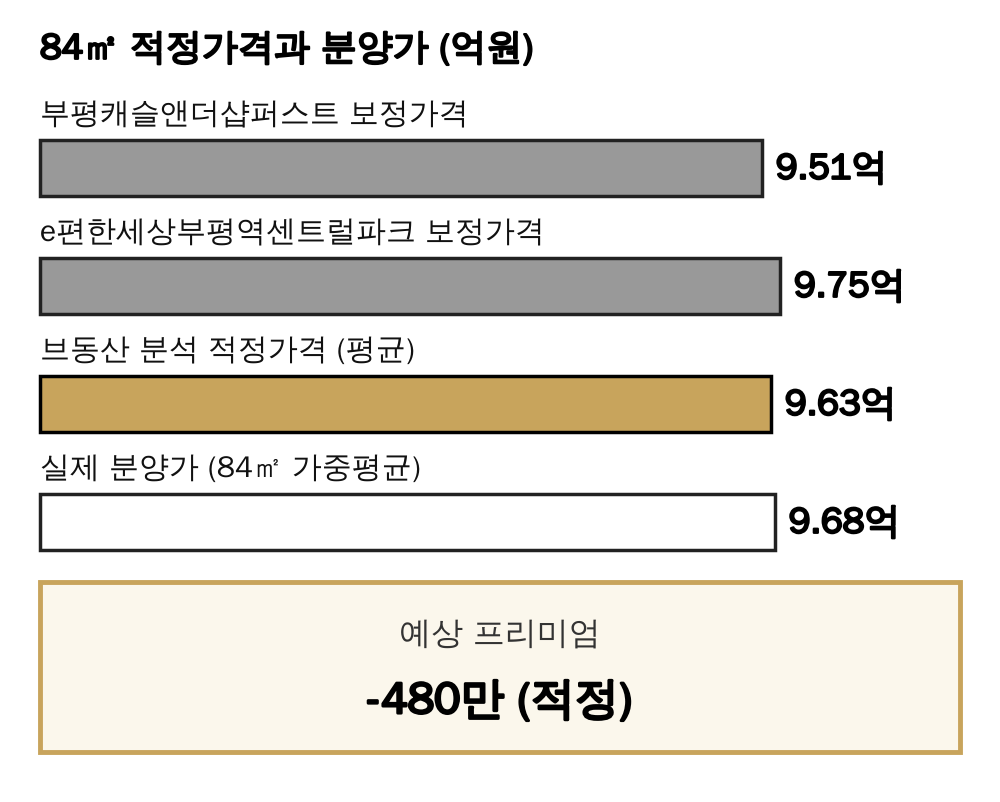 84㎡ 적정가격과 분양가 (억원)
부평캐슬앤더샵퍼스트 보정가격
9.51억
e편한세상부평역센트럴파크 보정가격
9.75억
브동산 분석 적정가격 (평균)
9.63억
실제 분양가 (84㎡ 가중평균)
9.68억
예상 프리미엄
-480만 (적정)